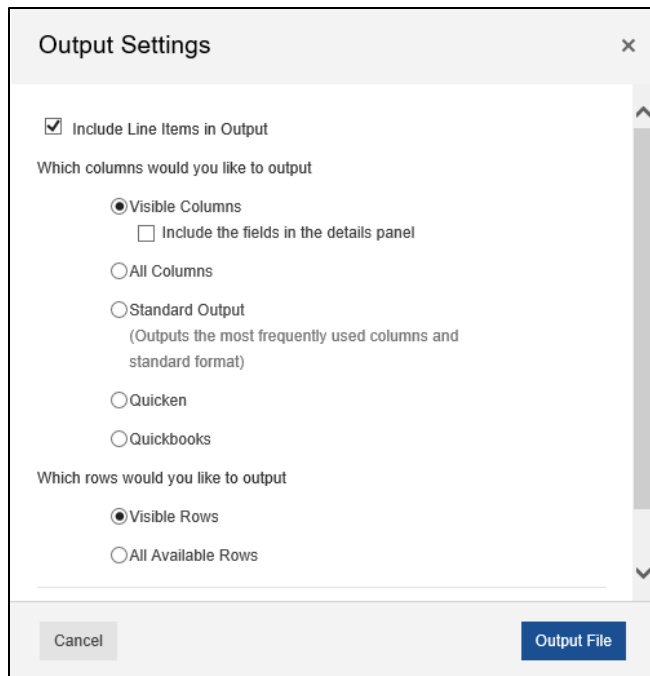 Output Settings
Include Line Items in Output
Which columns would you like to output
Visible Columns
Include the fields in the details panel
All Columns
Standard Output
(Outputs the most frequently used columns and
standard format)
Quicken
Quickbooks
Which rows would you like to output
Visible Rows
All Available Rows
Cancel
Output File